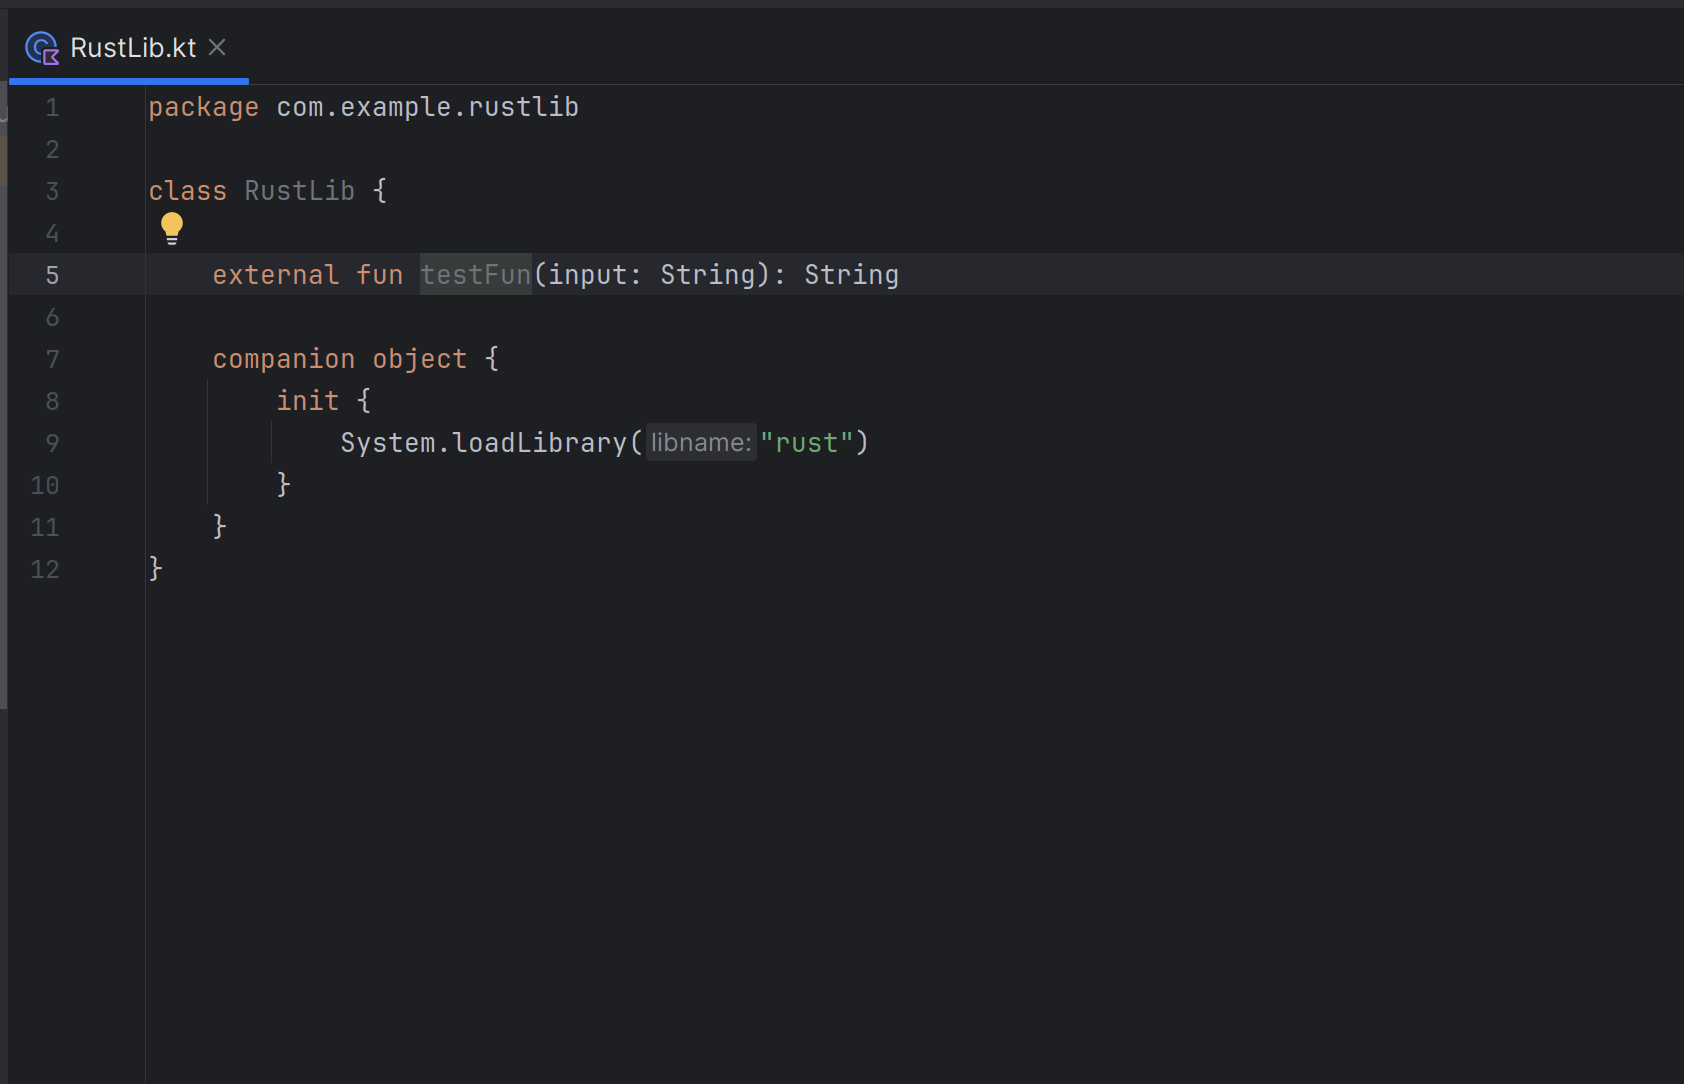 RustLib.kt
1 package com.example.rustlib
2
3 class RustLib {
4
5     external fun testFun(input: String): String
6
7     companion object {
8         init {
9             System.loadLibrary( libname: "rust")
10         }
11     }
12 }